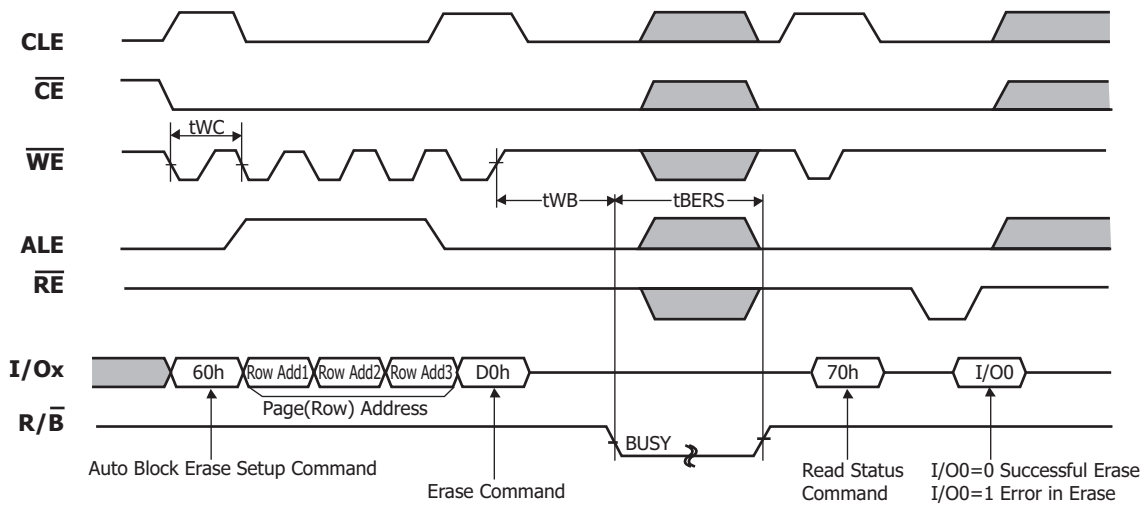 CLE
CE
tWC
WE
tWB
tBERS
ALE
RE
I/Ox
60h
Row Add1
Row Add2
Row Add3
D0h
70h
I/O0
Page(Row) Address
R/B
BUSY
Auto Block Erase Setup Command
Erase Command
Read Status
Command
I/O0=0 Successful Erase
I/O0=1 Error in Erase